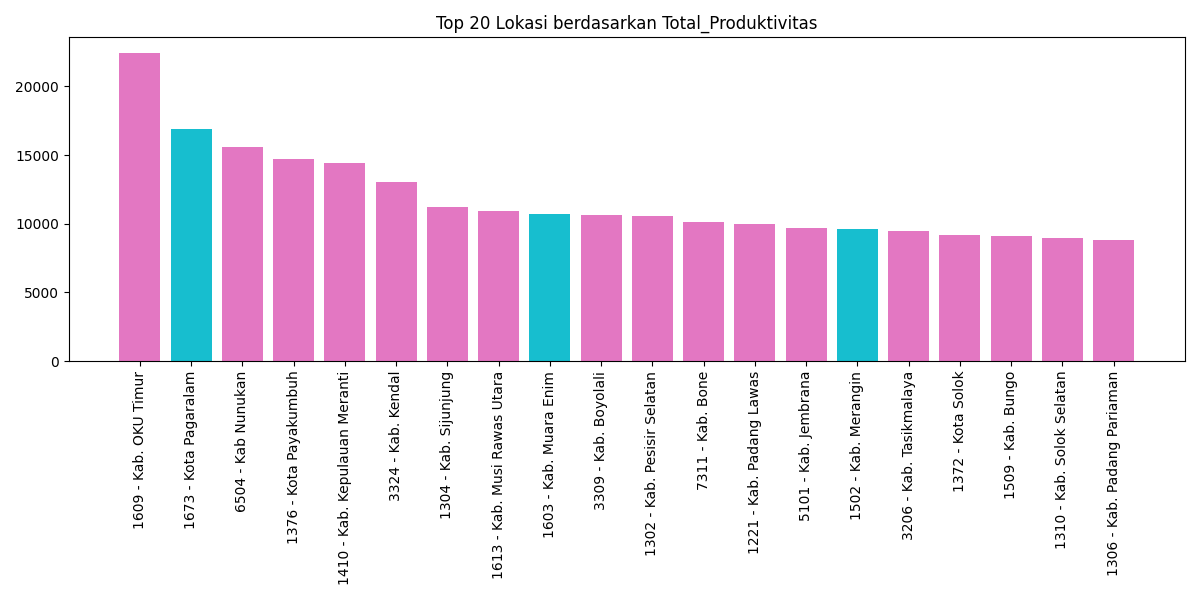 Top 20 Lokasi berdasarkan Total_Produktivitas
20000
15000
10000
5000
0
1609 - Kab. OKU Timur
1673 - Kota Pagaralam
6504 - Kab Nunukan
1376 - Kota Payakumbuh
1410 - Kab. Kepulauan Meranti
3324 - Kab. Kendal
1304 - Kab. Sijunjung
1613 - Kab. Musi Rawas Utara
1603 - Kab. Muara Enim
3309 - Kab. Boyolali
1302 - Kab. Pesisir Selatan
7311 - Kab. Bone
1221 - Kab. Padang Lawas
5101 - Kab. Jembrana
1502 - Kab. Merangin
3206 - Kab. Tasikmalaya
1372 - Kota Solok
1509 - Kab. Bungo
1310 - Kab. Solok Selatan
1306 - Kab. Padang Pariaman